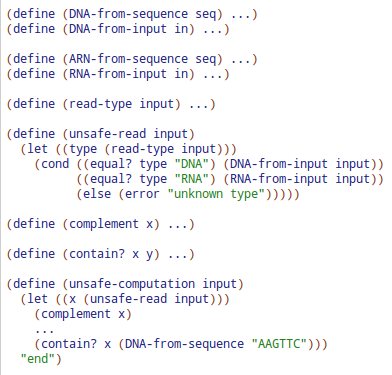 (define (DNA-from-sequence seq) ...)
(define (DNA-from-input in) ...)
(define (ARN-from-sequence seq) ...)
(define (RNA-from-input in) ...)
(define (read-type input) ...)
(define (unsafe-read input)
  (let ((type (read-type input)))
    (cond ((equal? type "DNA") (DNA-from-input input))
          ((equal? type "RNA") (RNA-from-input input))
          (else (error "unknown type")))))
(define (complement x) ...)
(define (contain? x y) ...)
(define (unsafe-computation input)
  (let ((x (unsafe-read input)))
    (complement x)
    ...
    (contain? x (DNA-from-sequence "AAGTTC")))
  "end")